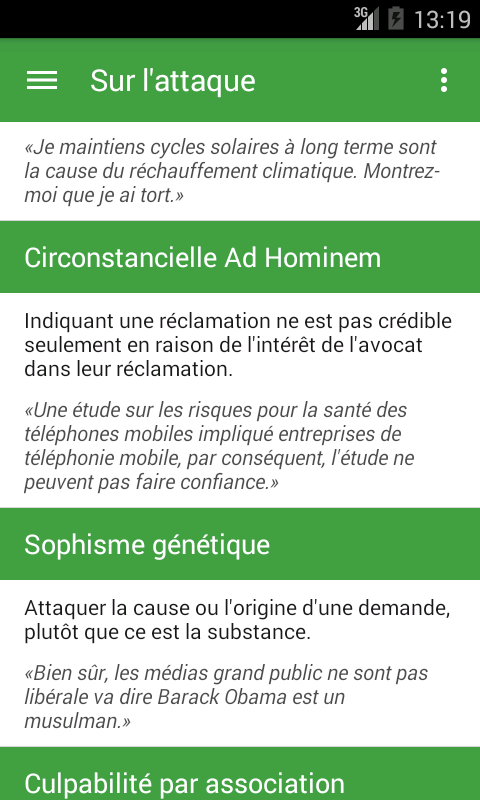 3G
13:19
Sur l'attaque
«Je maintiens cycles solaires à long terme sont
la cause du réchauffement climatique. Montrez-
moi que je ai tort.»
Circonstancielle Ad Hominem
Indiquant une réclamation ne est pas crédible
seulement en raison de l'intérêt de l'avocat
dans leur réclamation.
«Une étude sur les risques pour la santé des
téléphones mobiles impliqué entreprises de
téléphonie mobile, par conséquent, l'étude ne
peuvent pas faire confiance.»
Sophisme génétique
Attaquer la cause ou l'origine d'une demande,
plutôt que ce est la substance.
«Bien sûr, les médias grand public ne sont pas
libérale va dire Barack Obama est un
musulman.»
Culpabilité par association